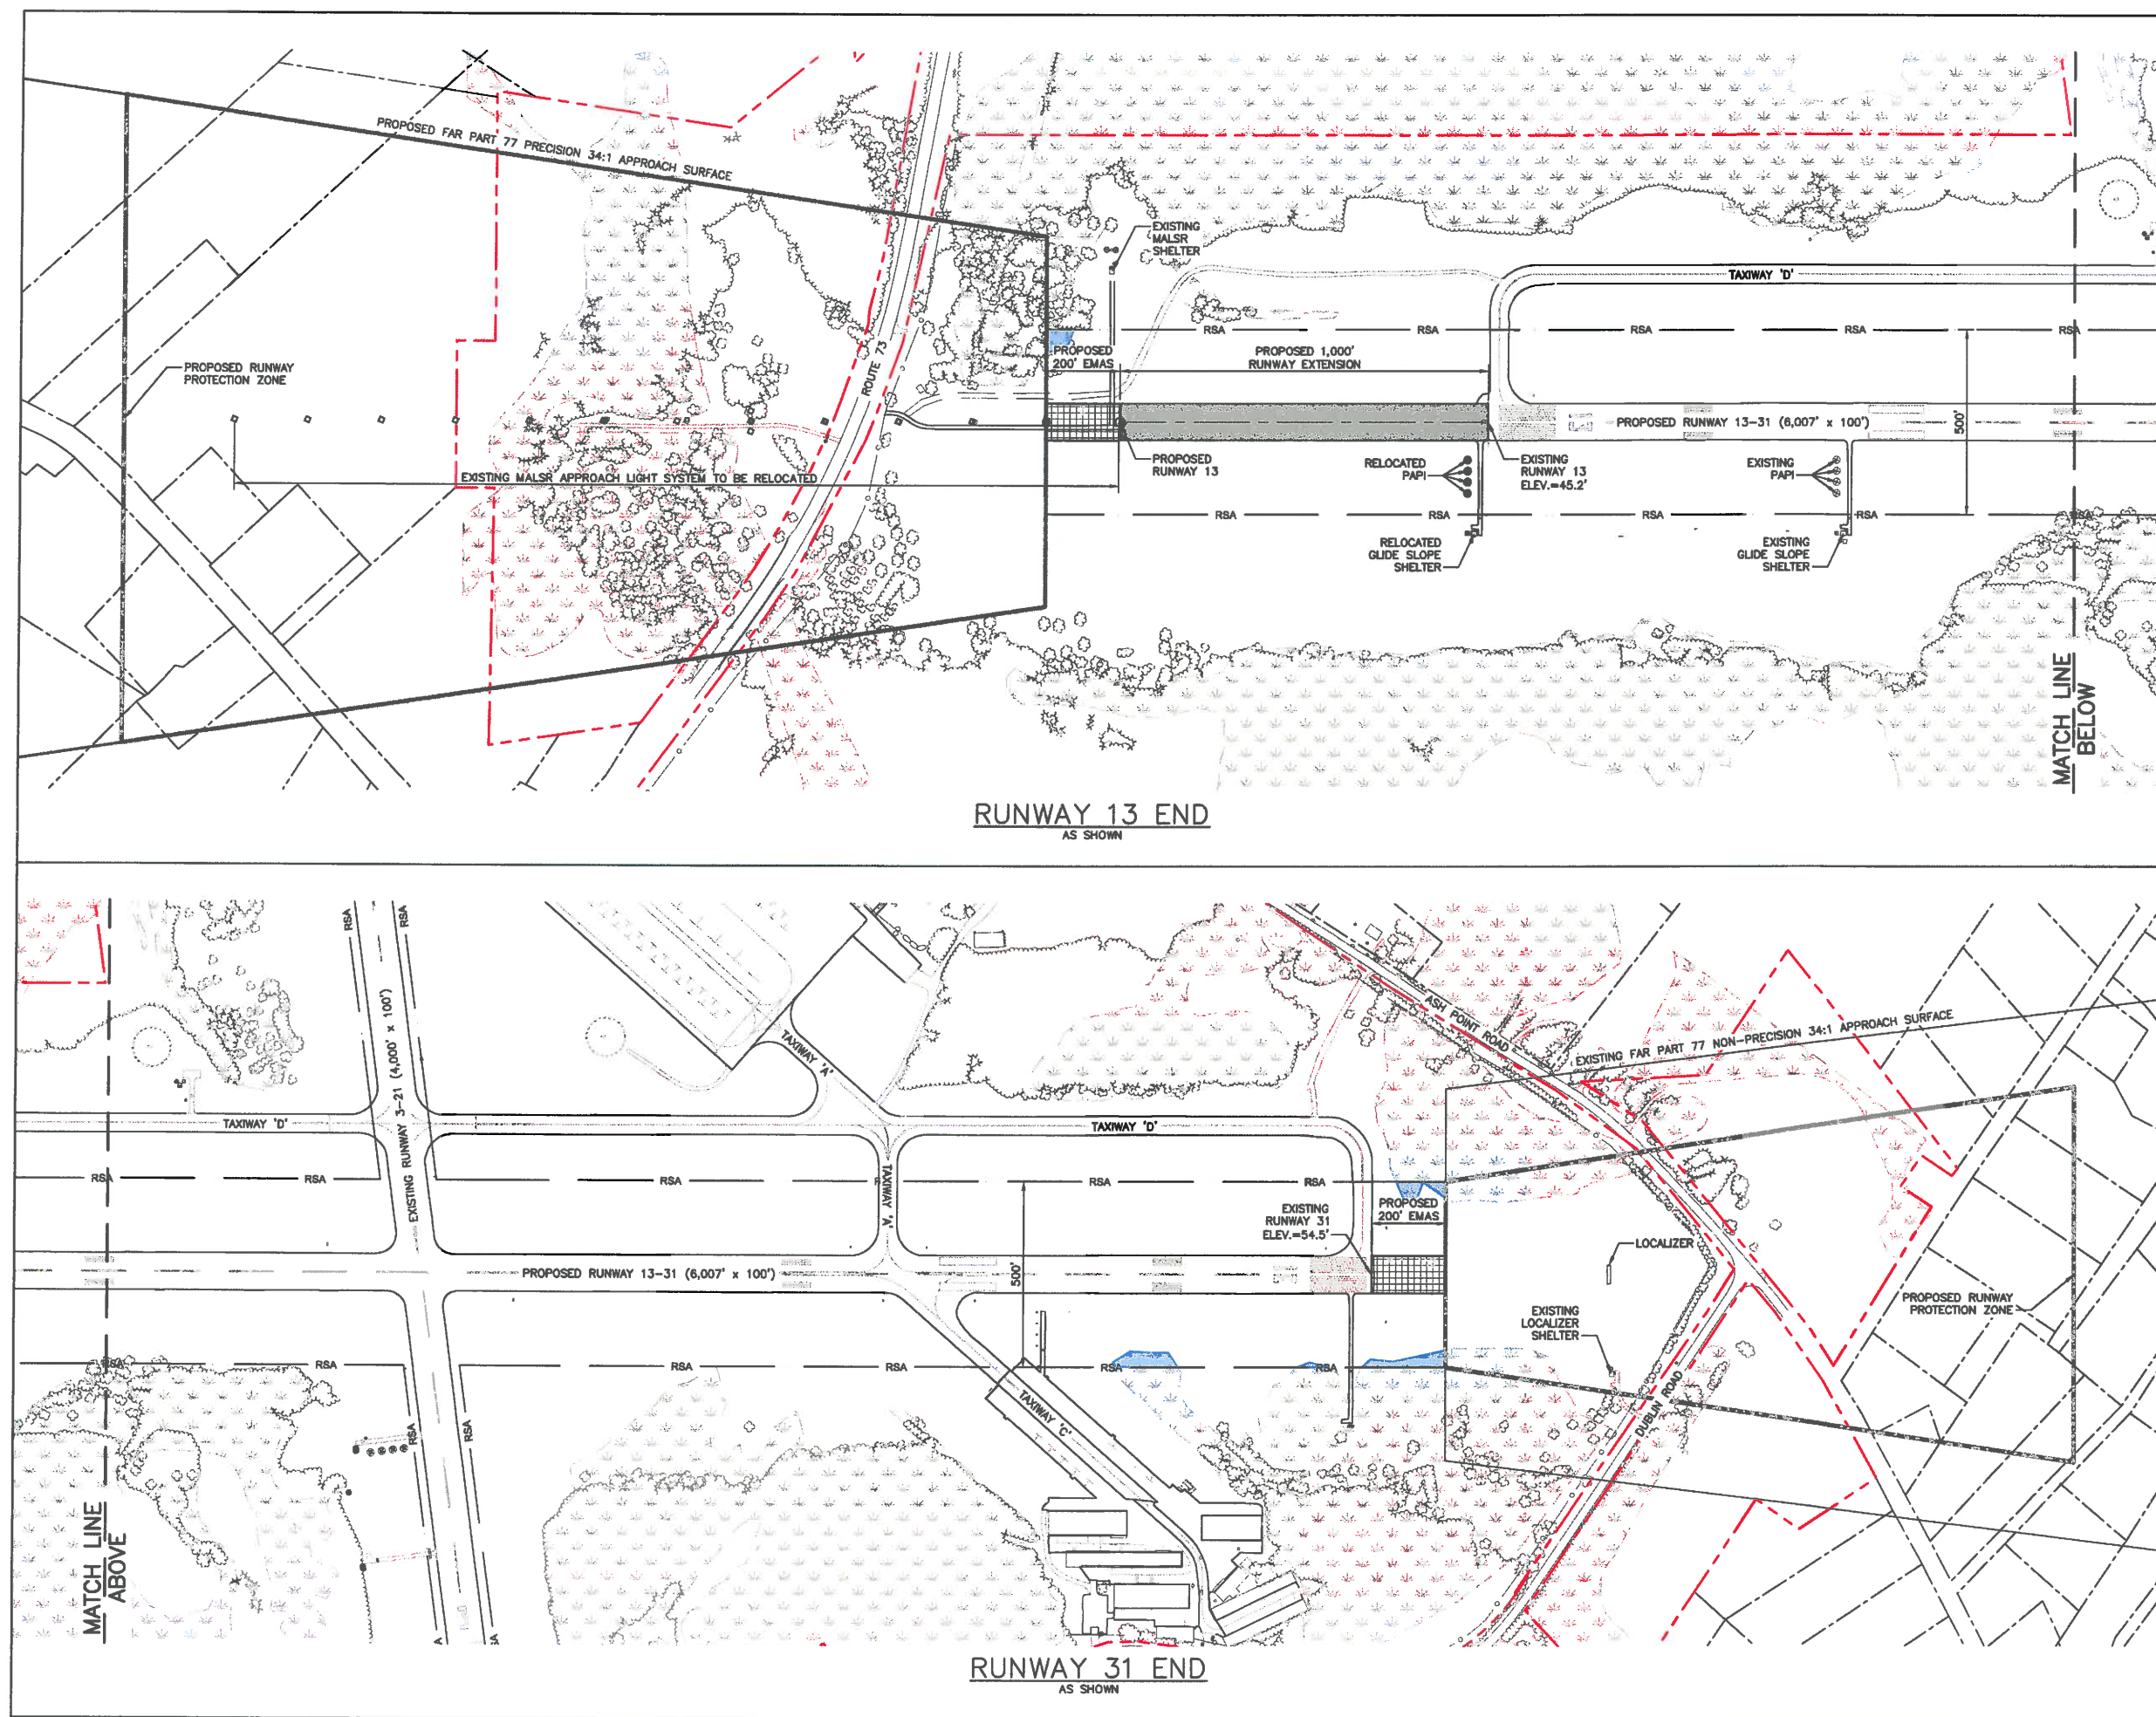 PROPOSED FAR PART 77 PRECISION 34:1 APPROACH SURFACE
EXISTING
MALSR
SHELTER
TAXIWAY 'D'
RSA
RSA
RSA
RSA
RSA
PROPOSED
200' EMAS
PROPOSED 1,000'
RUNWAY EXTENSION
PROPOSED RUNWAY
PROTECTION ZONE
ROUTE 73
PROPOSED RUNWAY 13-31 (6,007' x 100')
500'
PROPOSED
RUNWAY 13
RELOCATED
PAPI
EXISTING
RUNWAY 13
ELEV.=45.2'
EXISTING
PAPI
EXISTING MALSR APPROACH LIGHT SYSTEM TO BE RELOCATED
RSA
RSA
RSA
RSA
RSA
RELOCATED
GLIDE SLOPE
SHELTER
EXISTING
GLIDE SLOPE
SHELTER
MATCH LINE
BELOW
RUNWAY 13 END
AS SHOWN
RSA
RSA
EXISTING RUNWAY 3-21 (4,000' x 100')
TAXIWAY 'A'
ASH POINT ROAD
EXISTING FAR PART 77 NON-PRECISION 34:1 APPROACH SURFACE
TAXIWAY 'D'
TAXIWAY 'D'
RSA
RSA
RSA
RSA
RSA
TAXIWAY 'A'
PROPOSED
200' EMAS
EXISTING
RUNWAY 31
ELEV.=54.5'
LOCALIZER
PROPOSED RUNWAY 13-31 (6,007' x 100')
500'
PROPOSED RUNWAY
PROTECTION ZONE
EXISTING
LOCALIZER
SHELTER
RSA
RSA
RSA
RSA
RSA
RSA
TAXIWAY 'C'
DUBLIN ROAD
RSA
RSA
MATCH LINE
ABOVE
RUNWAY 31 END
AS SHOWN